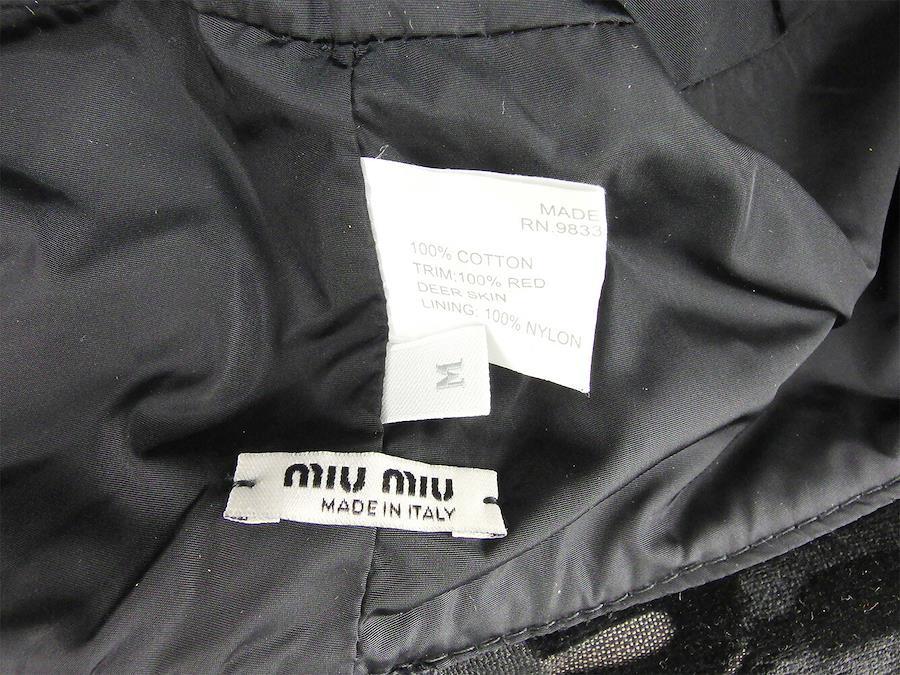 MADE
RN.9833
100% COTTON
TRIM:100% RED
DEER SKIN
LINING: 100% NYLON
M
miu miu
MADE IN ITALY